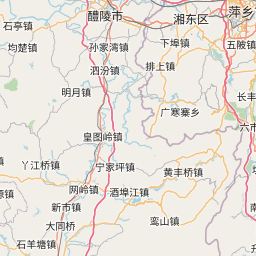 石亭镇
醴陵市
湘东区
萍乡
均楚镇
孙家湾镇
下埠镇
五陂镇
泗汾镇
排上镇
明月镇
长丰
广寒寨乡
六市
皇图岭镇
丫江桥镇
宁家坪镇
黄丰桥镇
网岭镇
酒埠江镇
新市镇
鸾山镇
大同桥
石羊塘镇